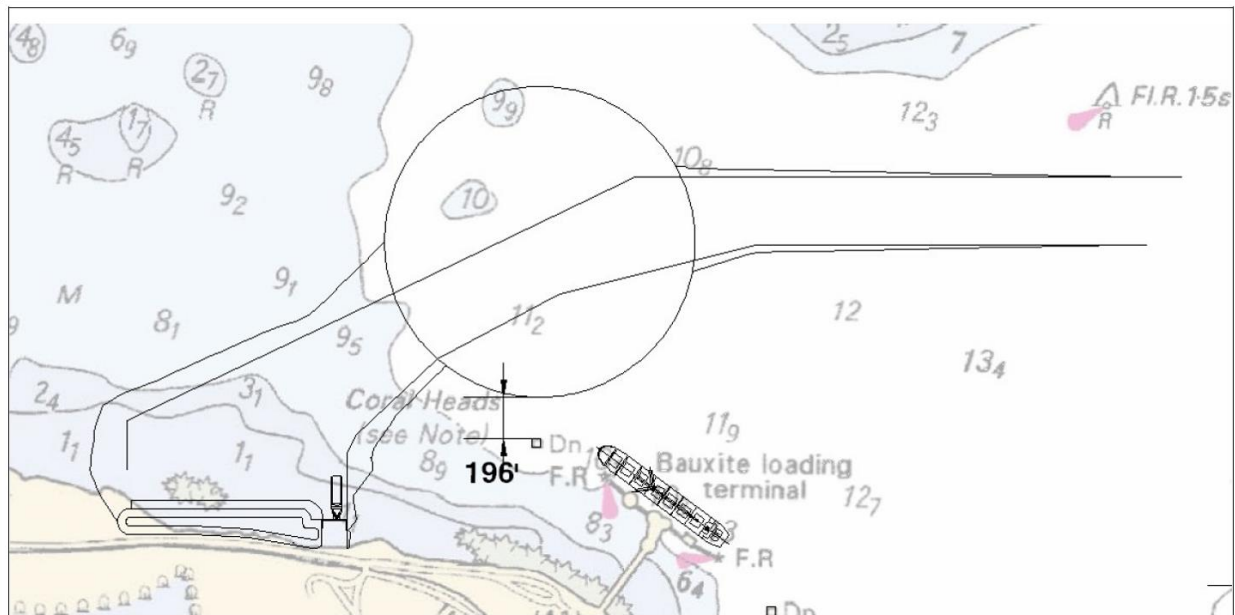 4₈
6₉
2₇
R
9₈
9₉
2₅
7
12₃
Fl.R.1·5s
R
4₅
R
1₇
R
10₈
9₂
10
9₁
M
8₁
9₅
11₂
12
13₄
9
2₄
3₁
Coral Heads
(see Note)
1₁
1₁
8₉
196'
Dn
F.R
11₉
Bauxite loading
terminal
12₇
8₃
F.R
6₄
Dn